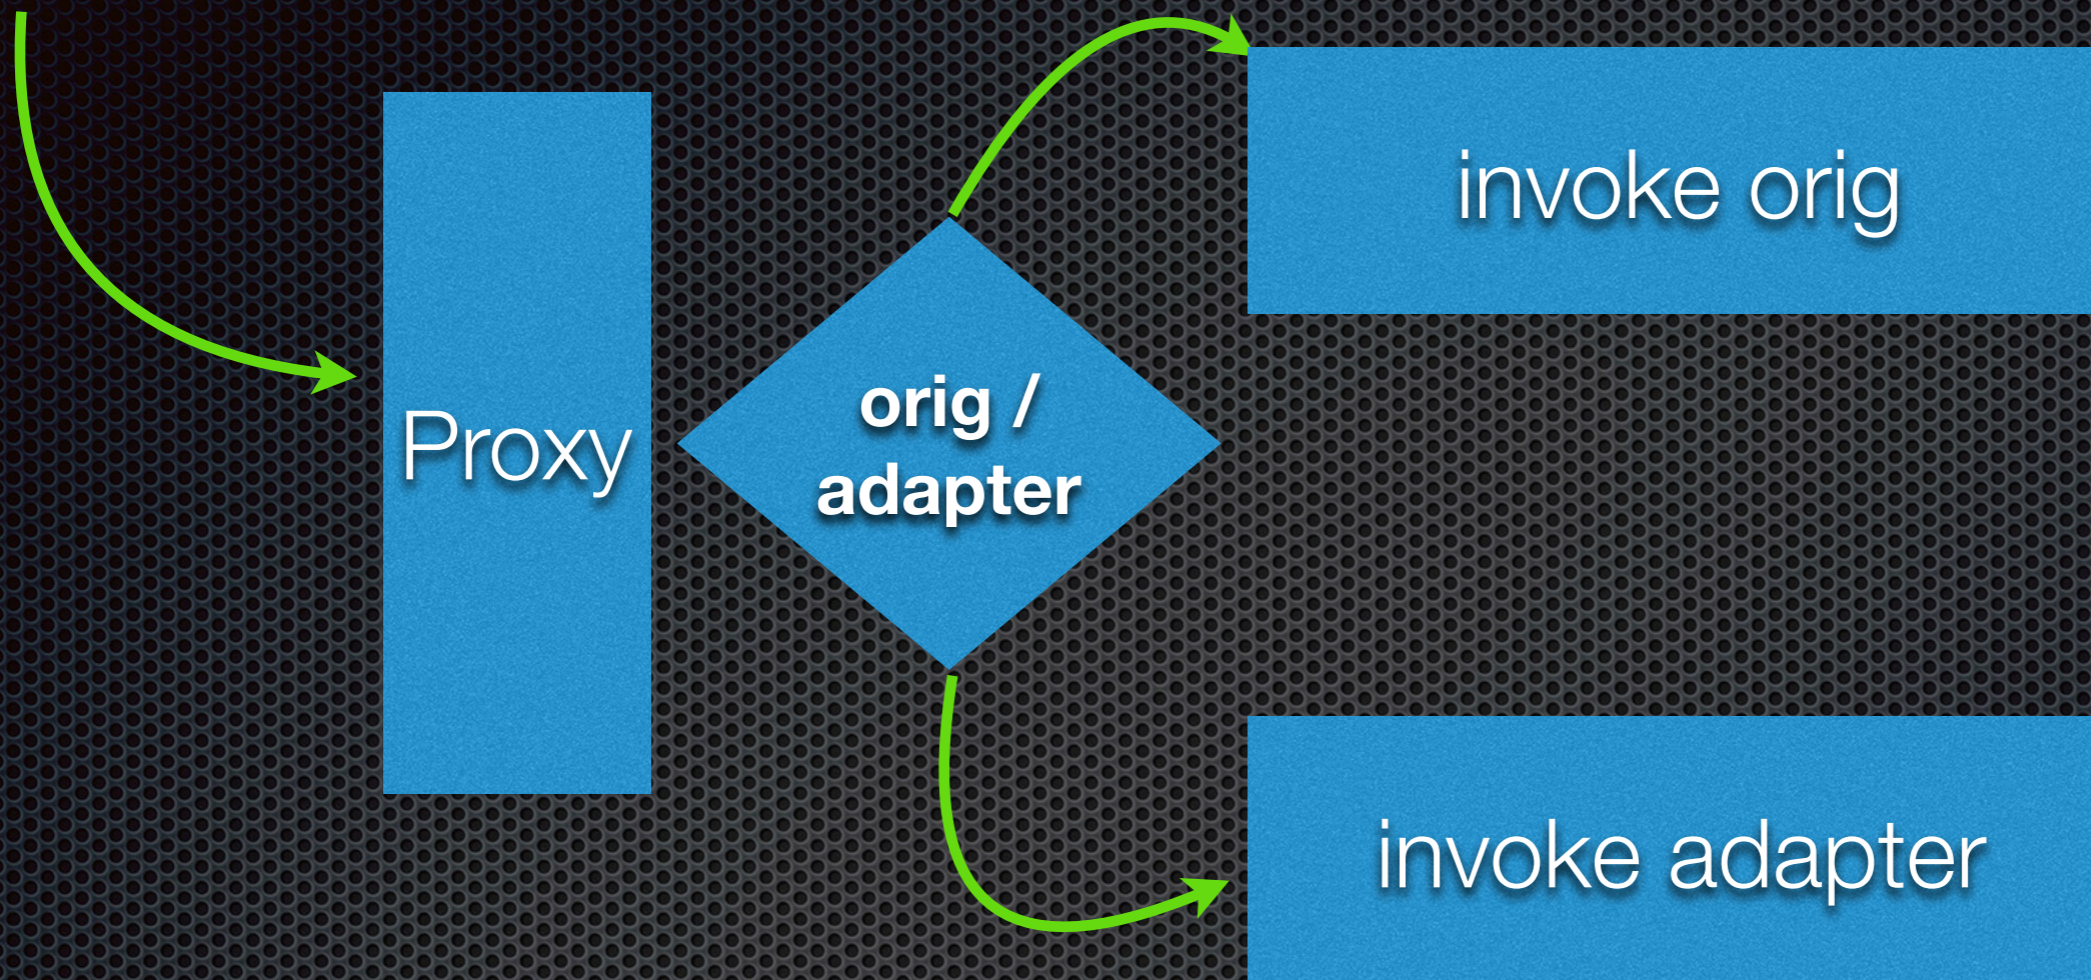 invoke orig
Proxy
orig /
adapter
invoke adapter